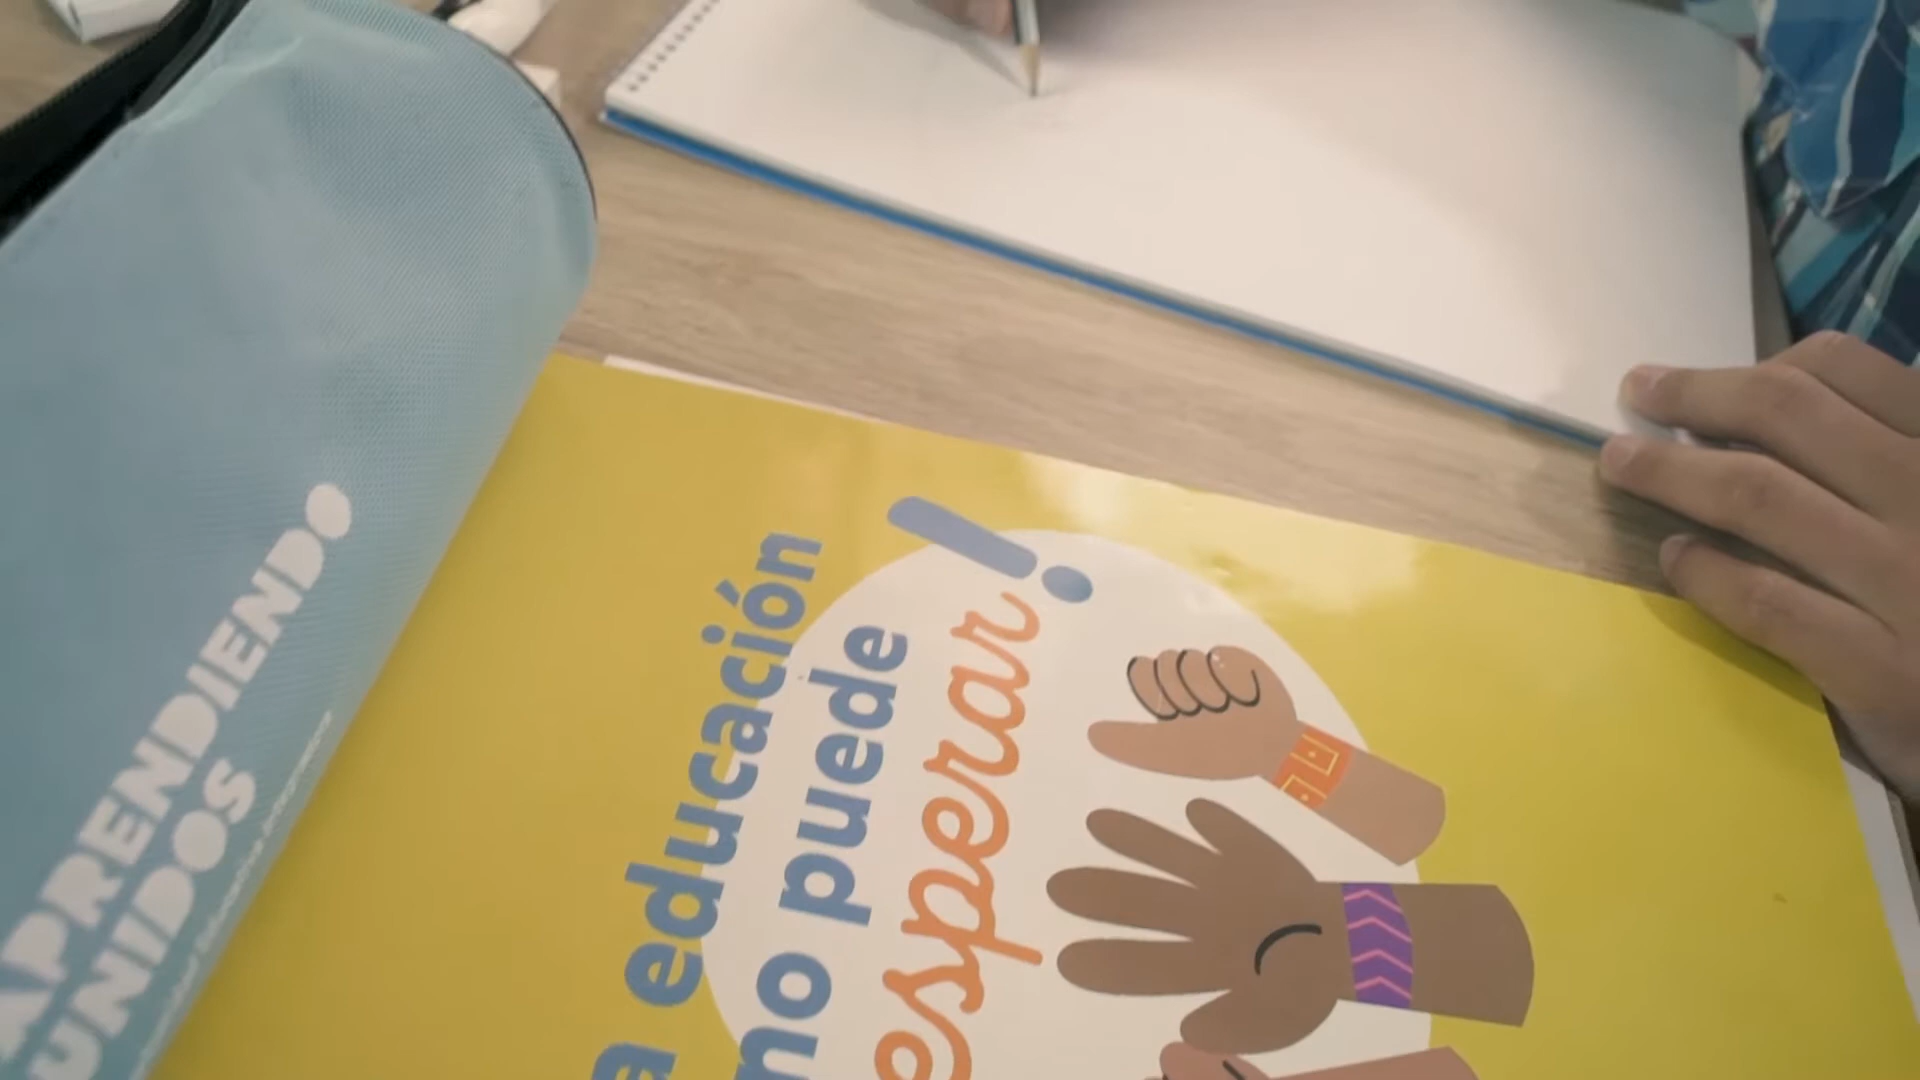 APRENDIENDO
UNIDOS
a educación
no puede
esperar!